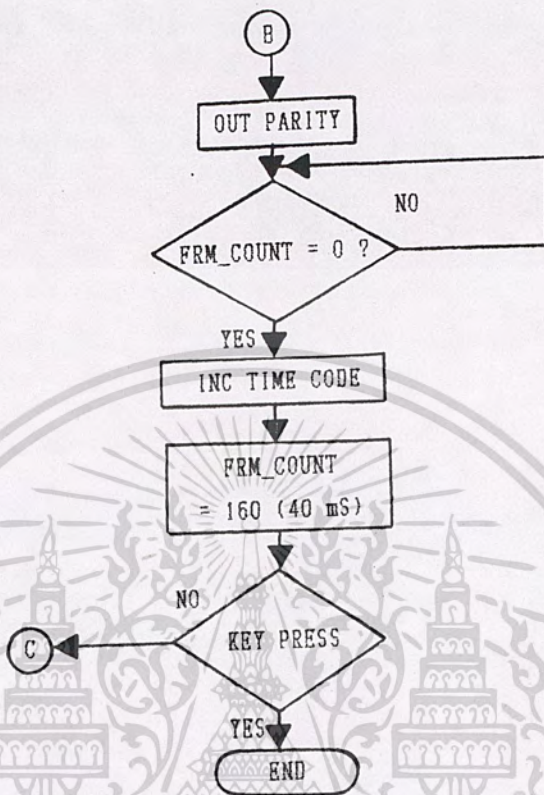 B
OUT PARITY
NO
FRM_COUNT = 0 ?
YES
INC TIME CODE
FRM_COUNT
= 160 (40 mS)
NO
C
KEY PRESS
YES
END